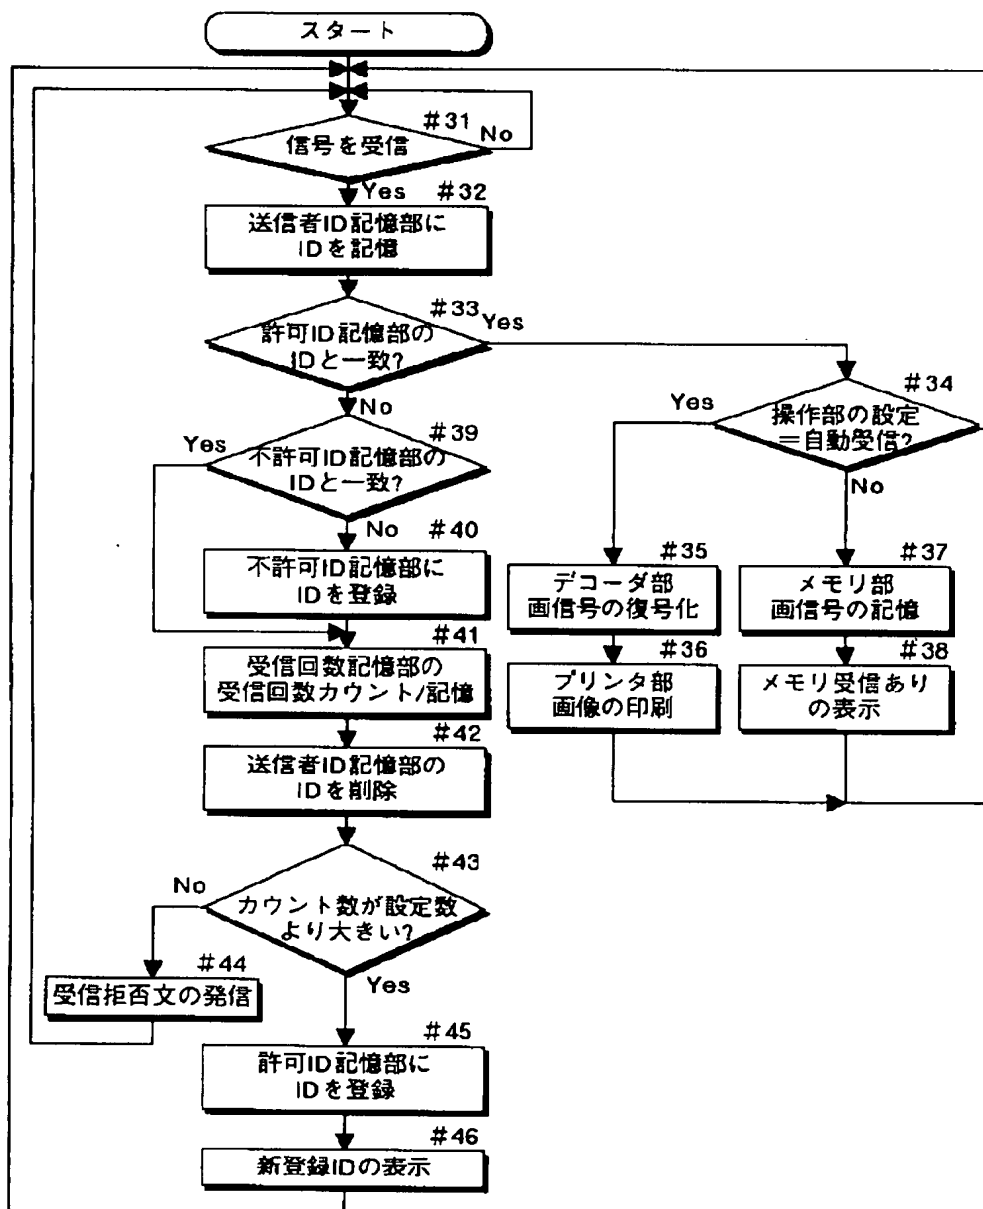 スタート
#31
信号を受信
No
Yes
#32
送信者ID記憶部に
IDを記憶
#33
許可ID記憶部の
IDと一致?
Yes
No
#34
操作部の設定
=自動受信?
Yes
No
#39
不許可ID記憶部の
IDと一致?
Yes
No
#40
不許可ID記憶部に
IDを登録
#35
デコーダ部
画信号の復号化
#37
メモリ部
画信号の記憶
#41
受信回数記憶部の
受信回数カウント/記憶
#36
プリンタ部
画像の印刷
#38
メモリ受信あり
の表示
#42
送信者ID記憶部の
IDを削除
#43
カウント数が設定数
より大きい?
No
Yes
#44
受信拒否文の発信
#45
許可ID記憶部に
IDを登録
#46
新登録IDの表示